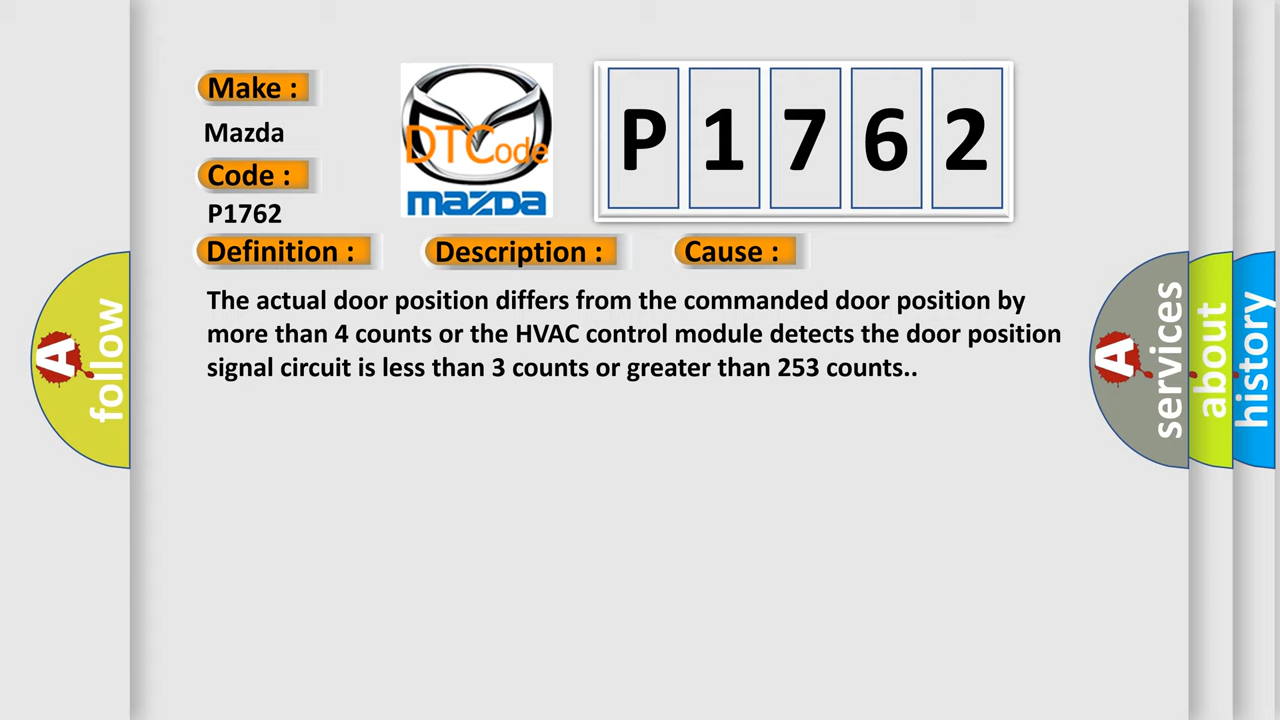 Make :
Mazda
Code :
P1762
DTCode
mazda
P 1 7 6 2
Definition :
Description :
Cause :
The actual door position differs from the commanded door position by
more than 4 counts or the HVAC control module detects the door position
signal circuit is less than 3 counts or greater than 253 counts..
A
follow
A
services
about
history